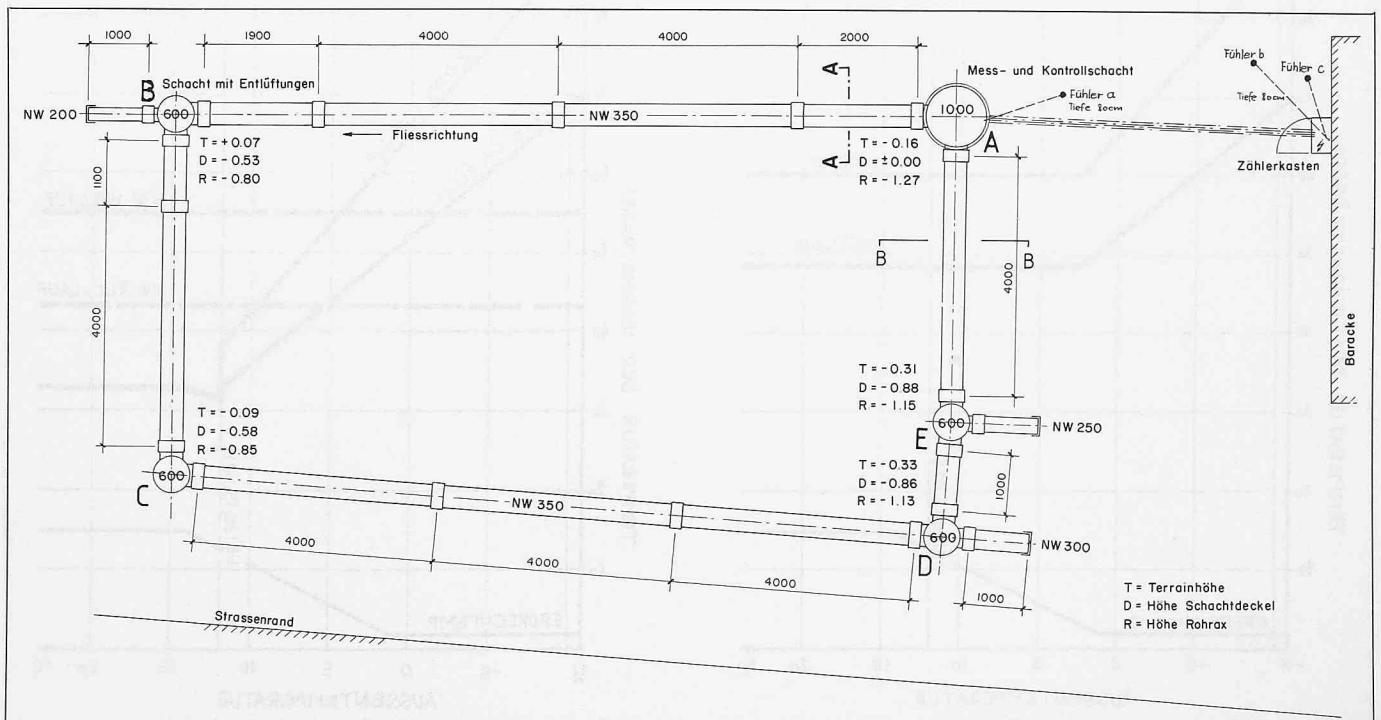 1000
1900
4000
4000
2000
B
Schacht mit Entlüftungen
NW 200
600
NW 350
Fliessrichtung
A
A
Mess- und Kontrollschacht
1000
A
Fühler a
Tiefe 80cm
Fühler b
Tiefe 80cm
Fühler c
Zählerkasten
Baracke
T = +0.07
D = -0.53
R = -0.80
T = -0.16
D = ±0.00
R = -1.27
1100
4000
B
B
4000
T = -0.09
D = -0.58
R = -0.85
600
C
T = -0.31
D = -0.88
R = -1.15
600
E
NW 250
T = -0.33
D = -0.86
R = -1.13
1000
600
D
NW 300
1000
NW 350
4000
4000
4000
Strassenrand
T = Terrainhöhe
D = Höhe Schachtdeckel
R = Höhe Rohrax